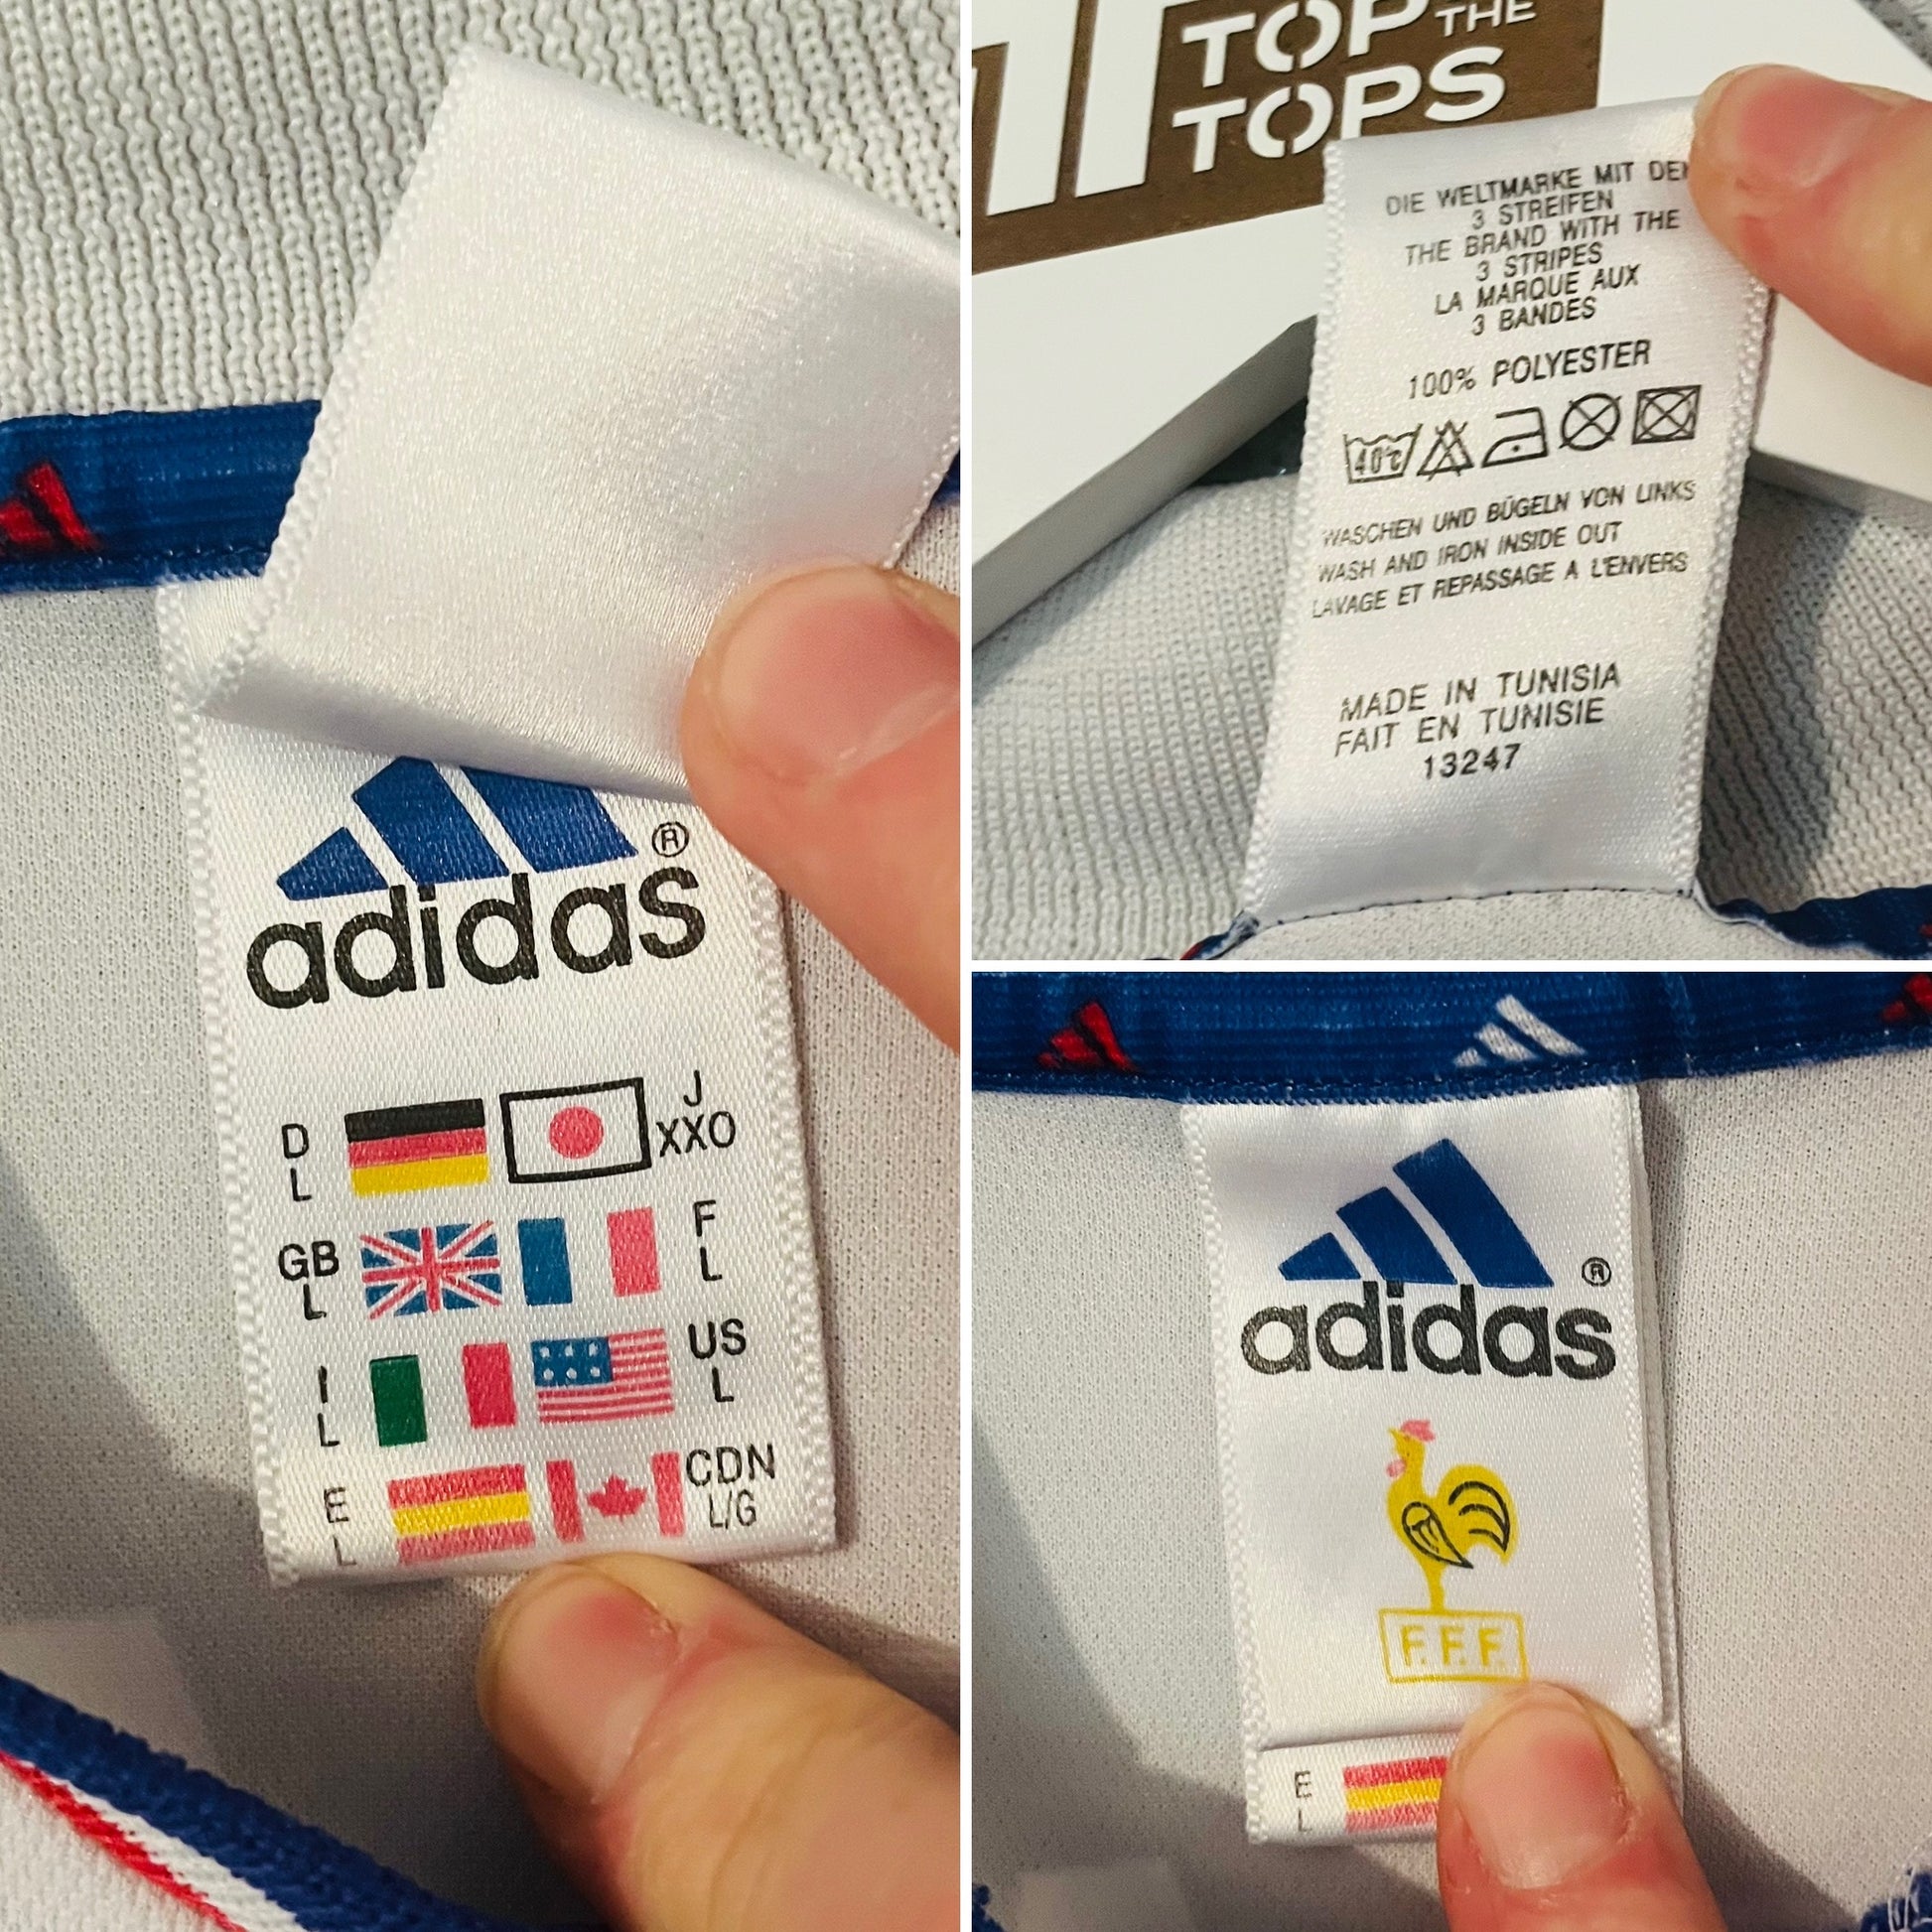 ®
adidas
D
L
J
XXO
GB
L
F
L
I
L
US
L
E
L
CDN
L/G
TOP THE
TOPS
DIE WELTMARKE MIT DEN
3 STREIFEN
THE BRAND WITH THE
3 STRIPES
LA MARQUE AUX
3 BANDES
100% POLYESTER
40°C
WASCHEN UND BÜGELN VON LINKS
WASH AND IRON INSIDE OUT
LAVAGE ET REPASSAGE A L'ENVERS
MADE IN TUNISIA
FAIT EN TUNISIE
13247
®
adidas
F.F.F.
E
L